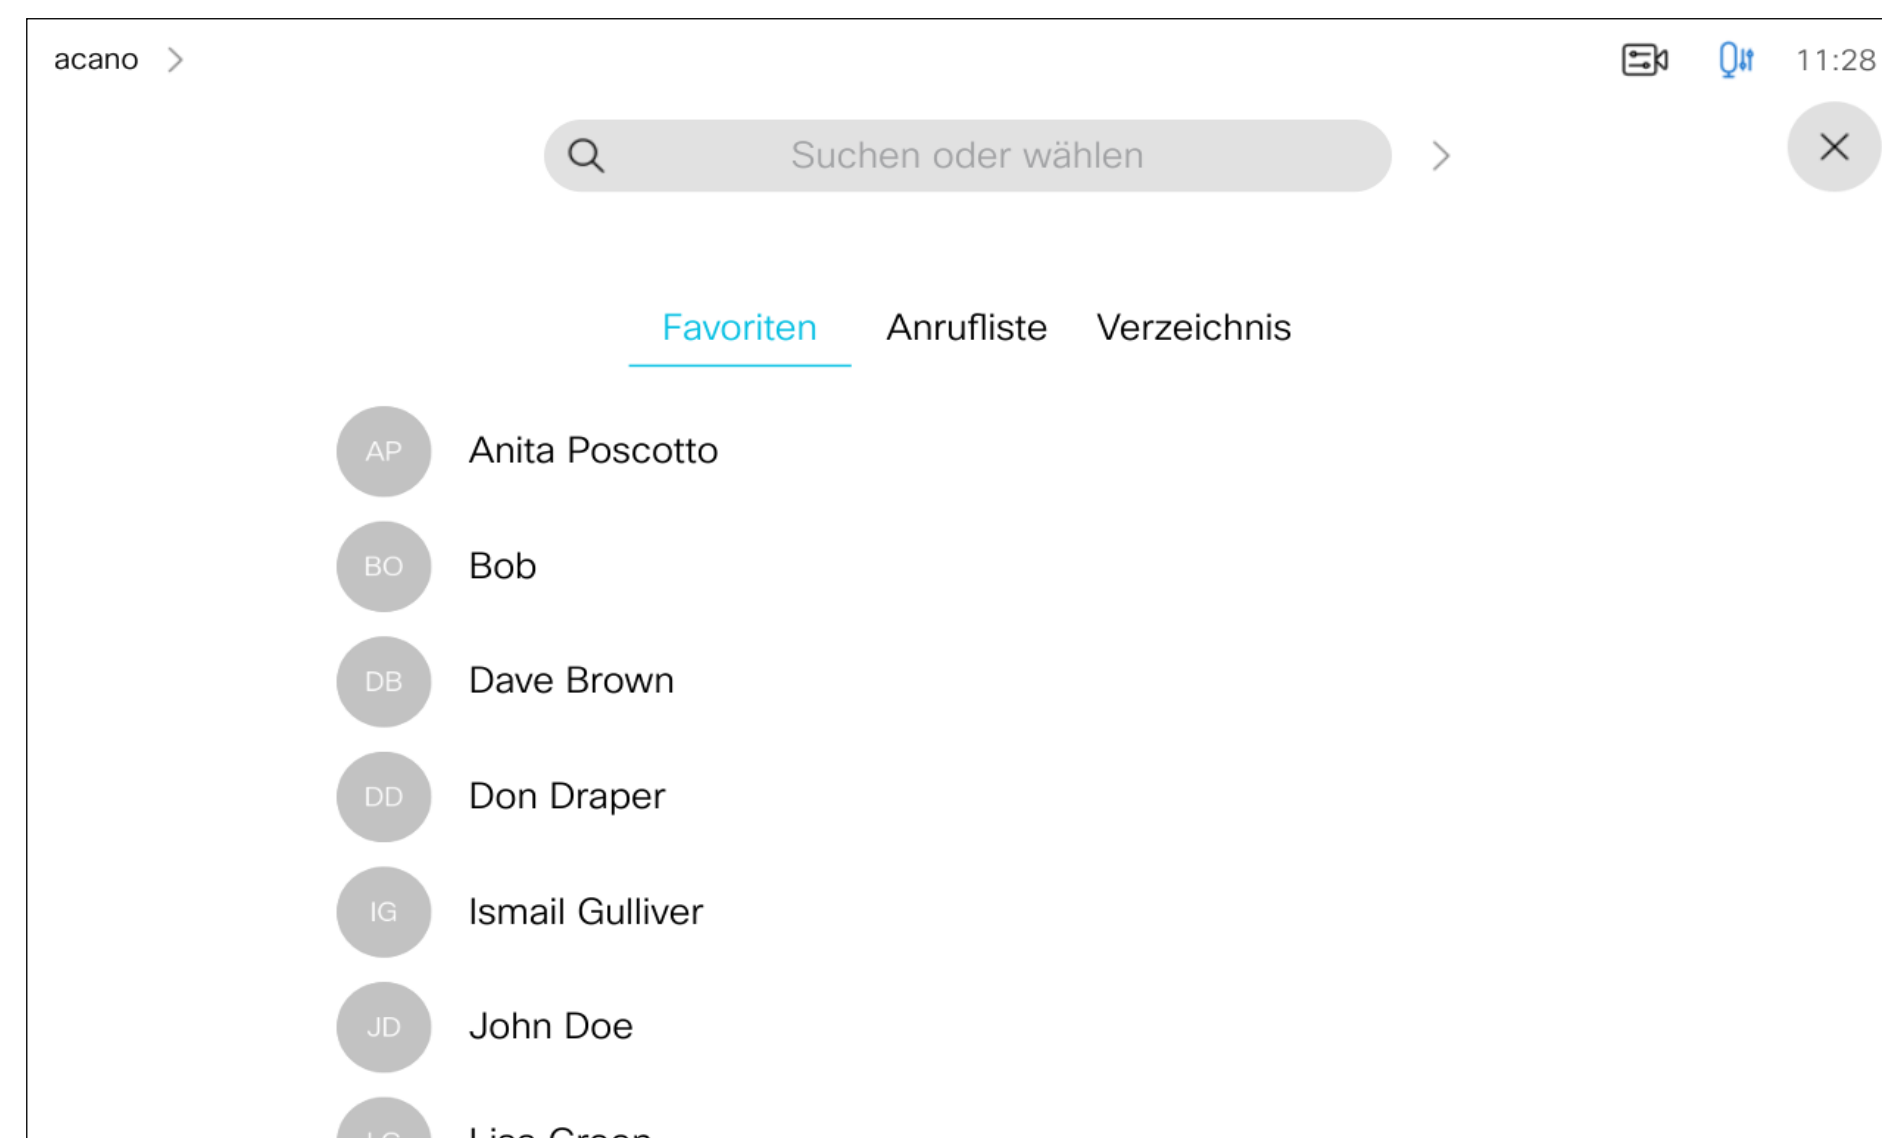 acano
11:28
Suchen oder wählen
Favoriten Anrufliste Verzeichnis
AP Anita Poscotto
BO Bob
DB Dave Brown
DD Don Draper
IG Ismail Gulliver
JD John Doe